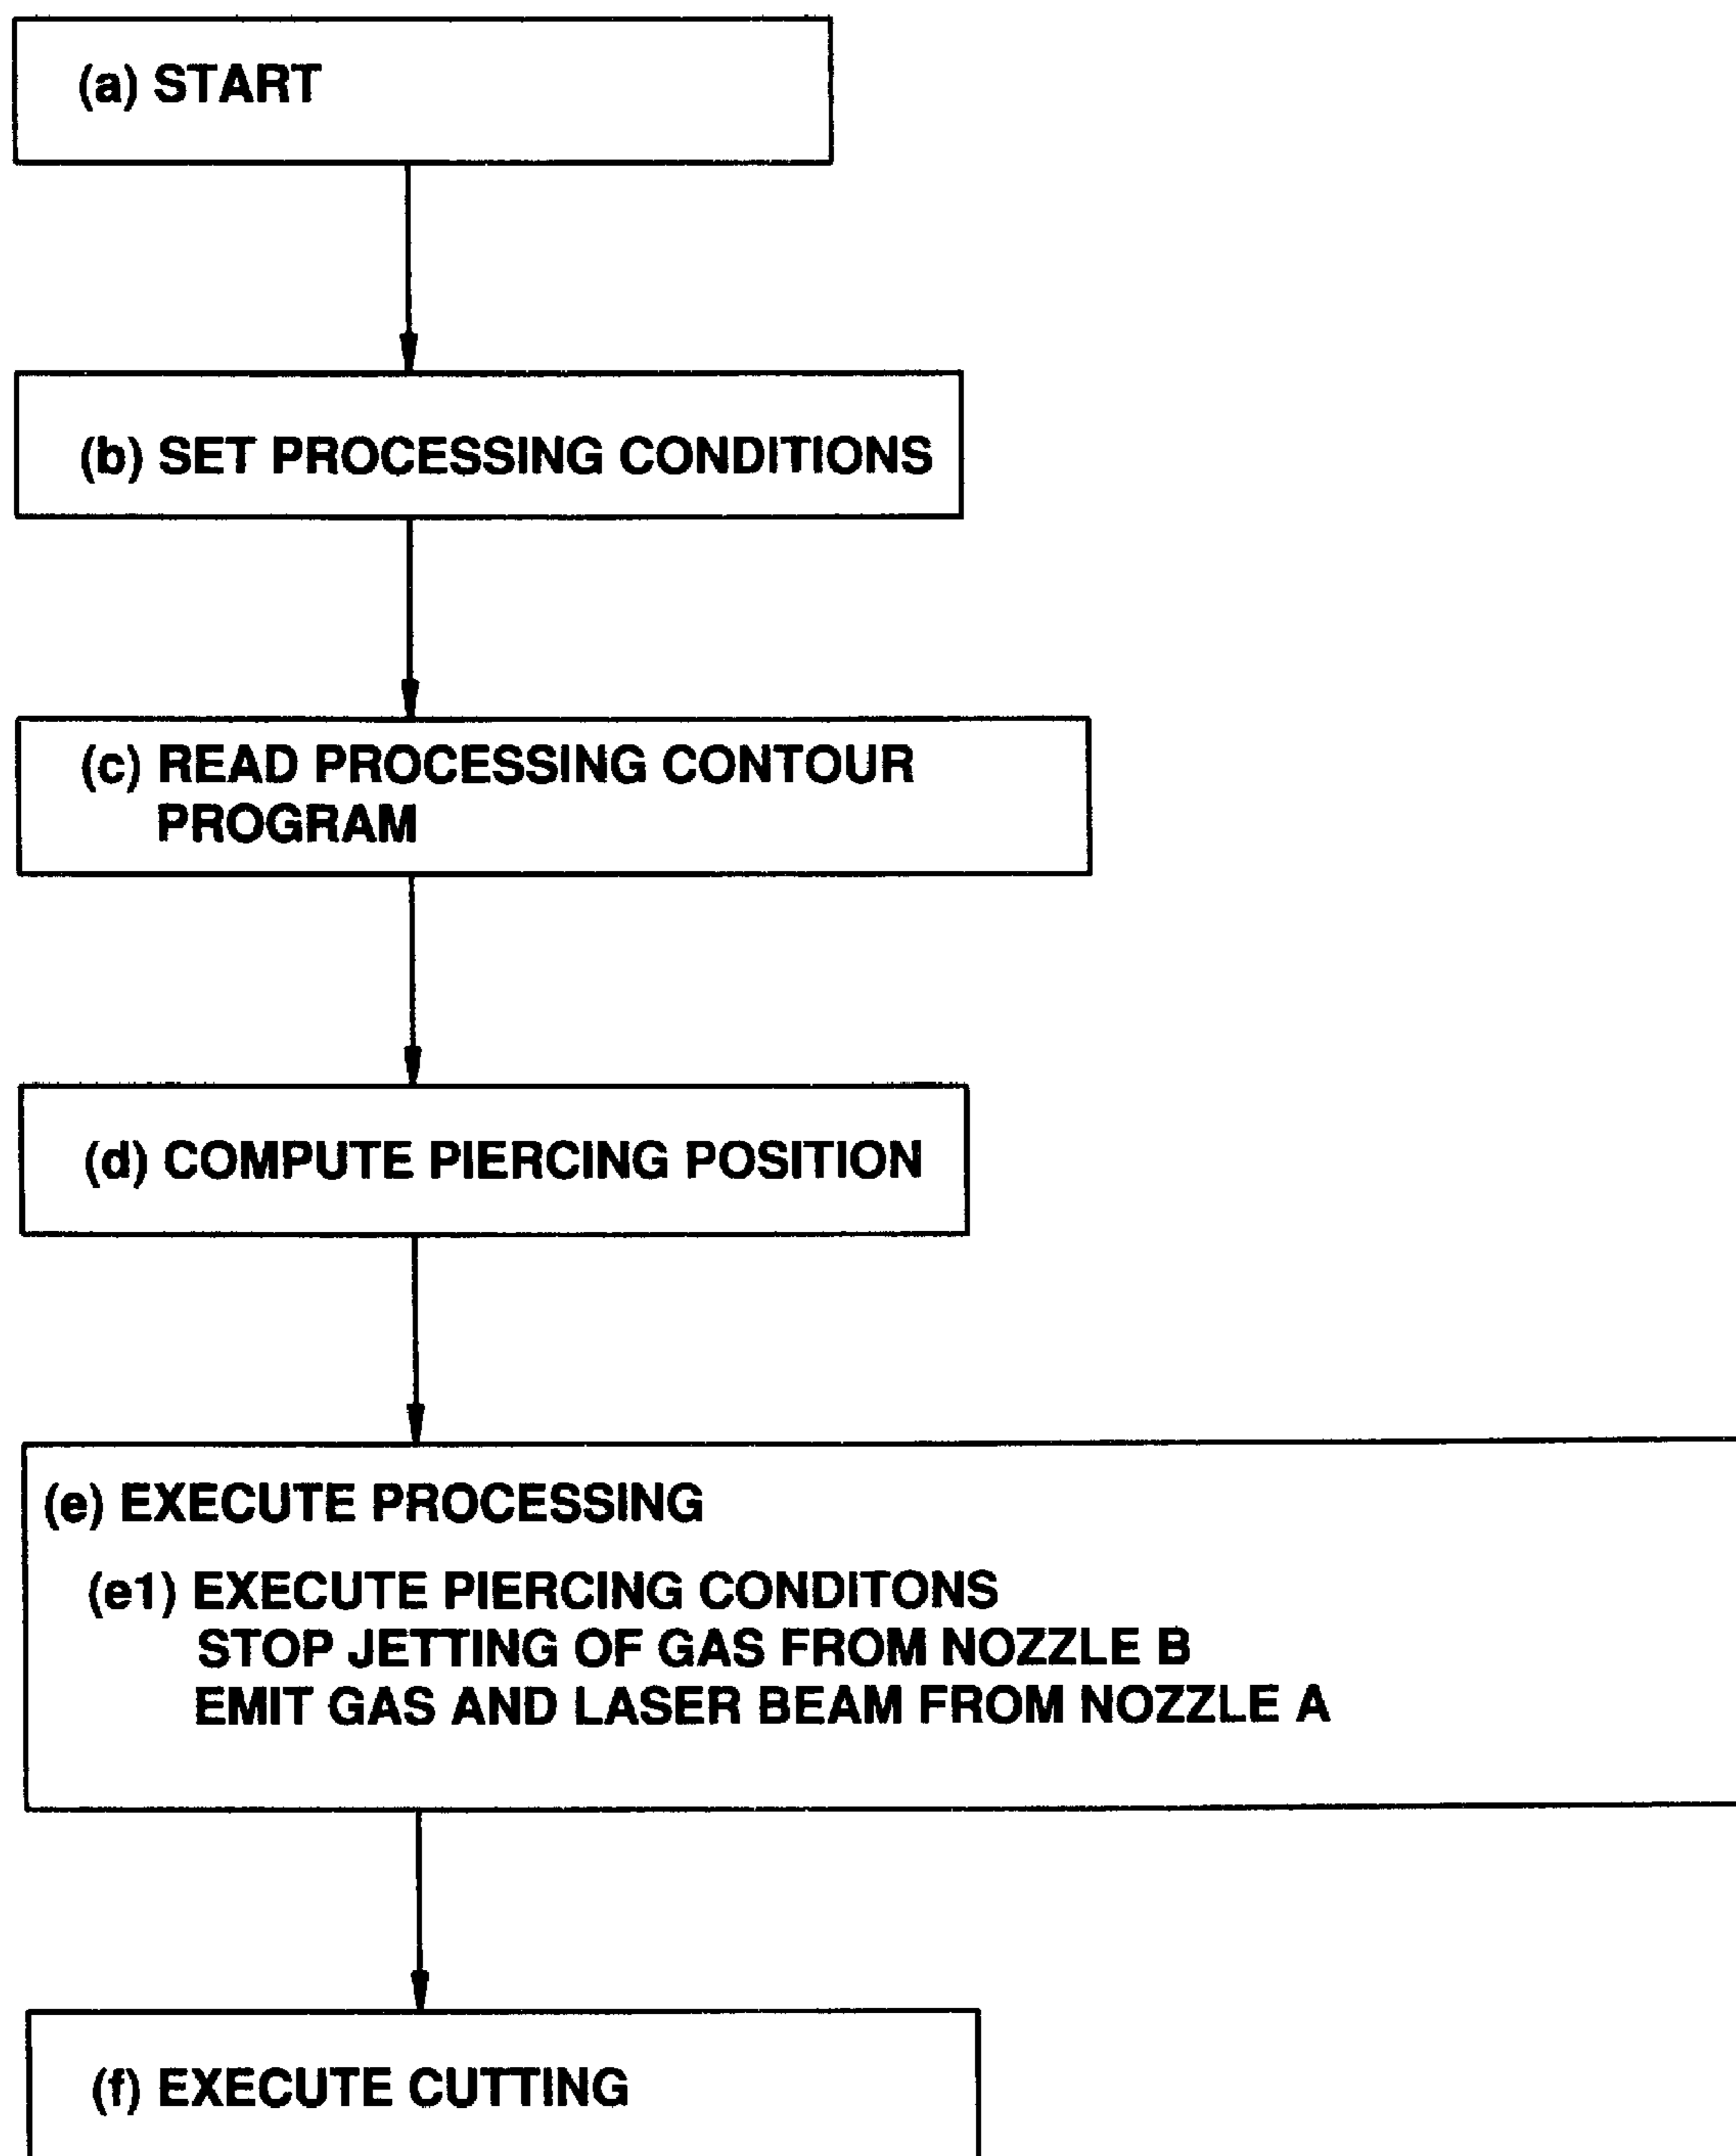 (a) START
(b) SET PROCESSING CONDITIONS
(c) READ PROCESSING CONTOUR
PROGRAM
(d) COMPUTE PIERCING POSITION
(e) EXECUTE PROCESSING
(e1) EXECUTE PIERCING CONDITONS
STOP JETTING OF GAS FROM NOZZLE B
EMIT GAS AND LASER BEAM FROM NOZZLE A
(f) EXECUTE CUTTING